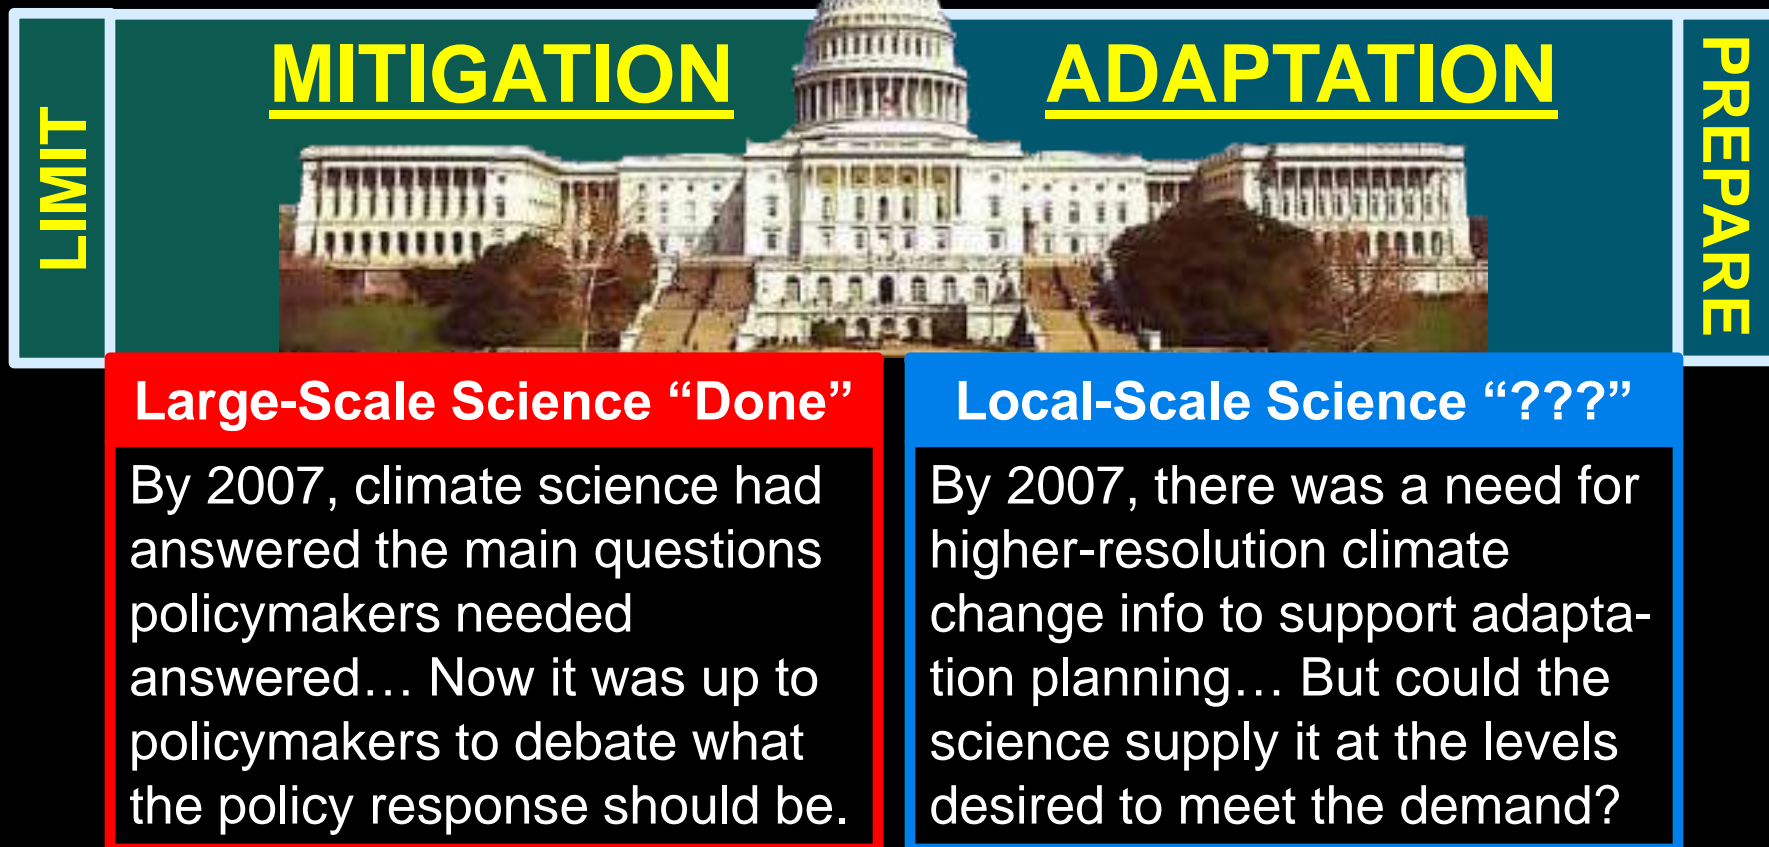 LIMIT
MITIGATION
ADAPTATION
PREPARE
Large-Scale Science “Done”
By 2007, climate science had
answered the main questions
policymakers needed
answered… Now it was up to
policymakers to debate what
the policy response should be.
Local-Scale Science “???”
By 2007, there was a need for
higher-resolution climate
change info to support adapta-
tion planning… But could the
science supply it at the levels
desired to meet the demand?